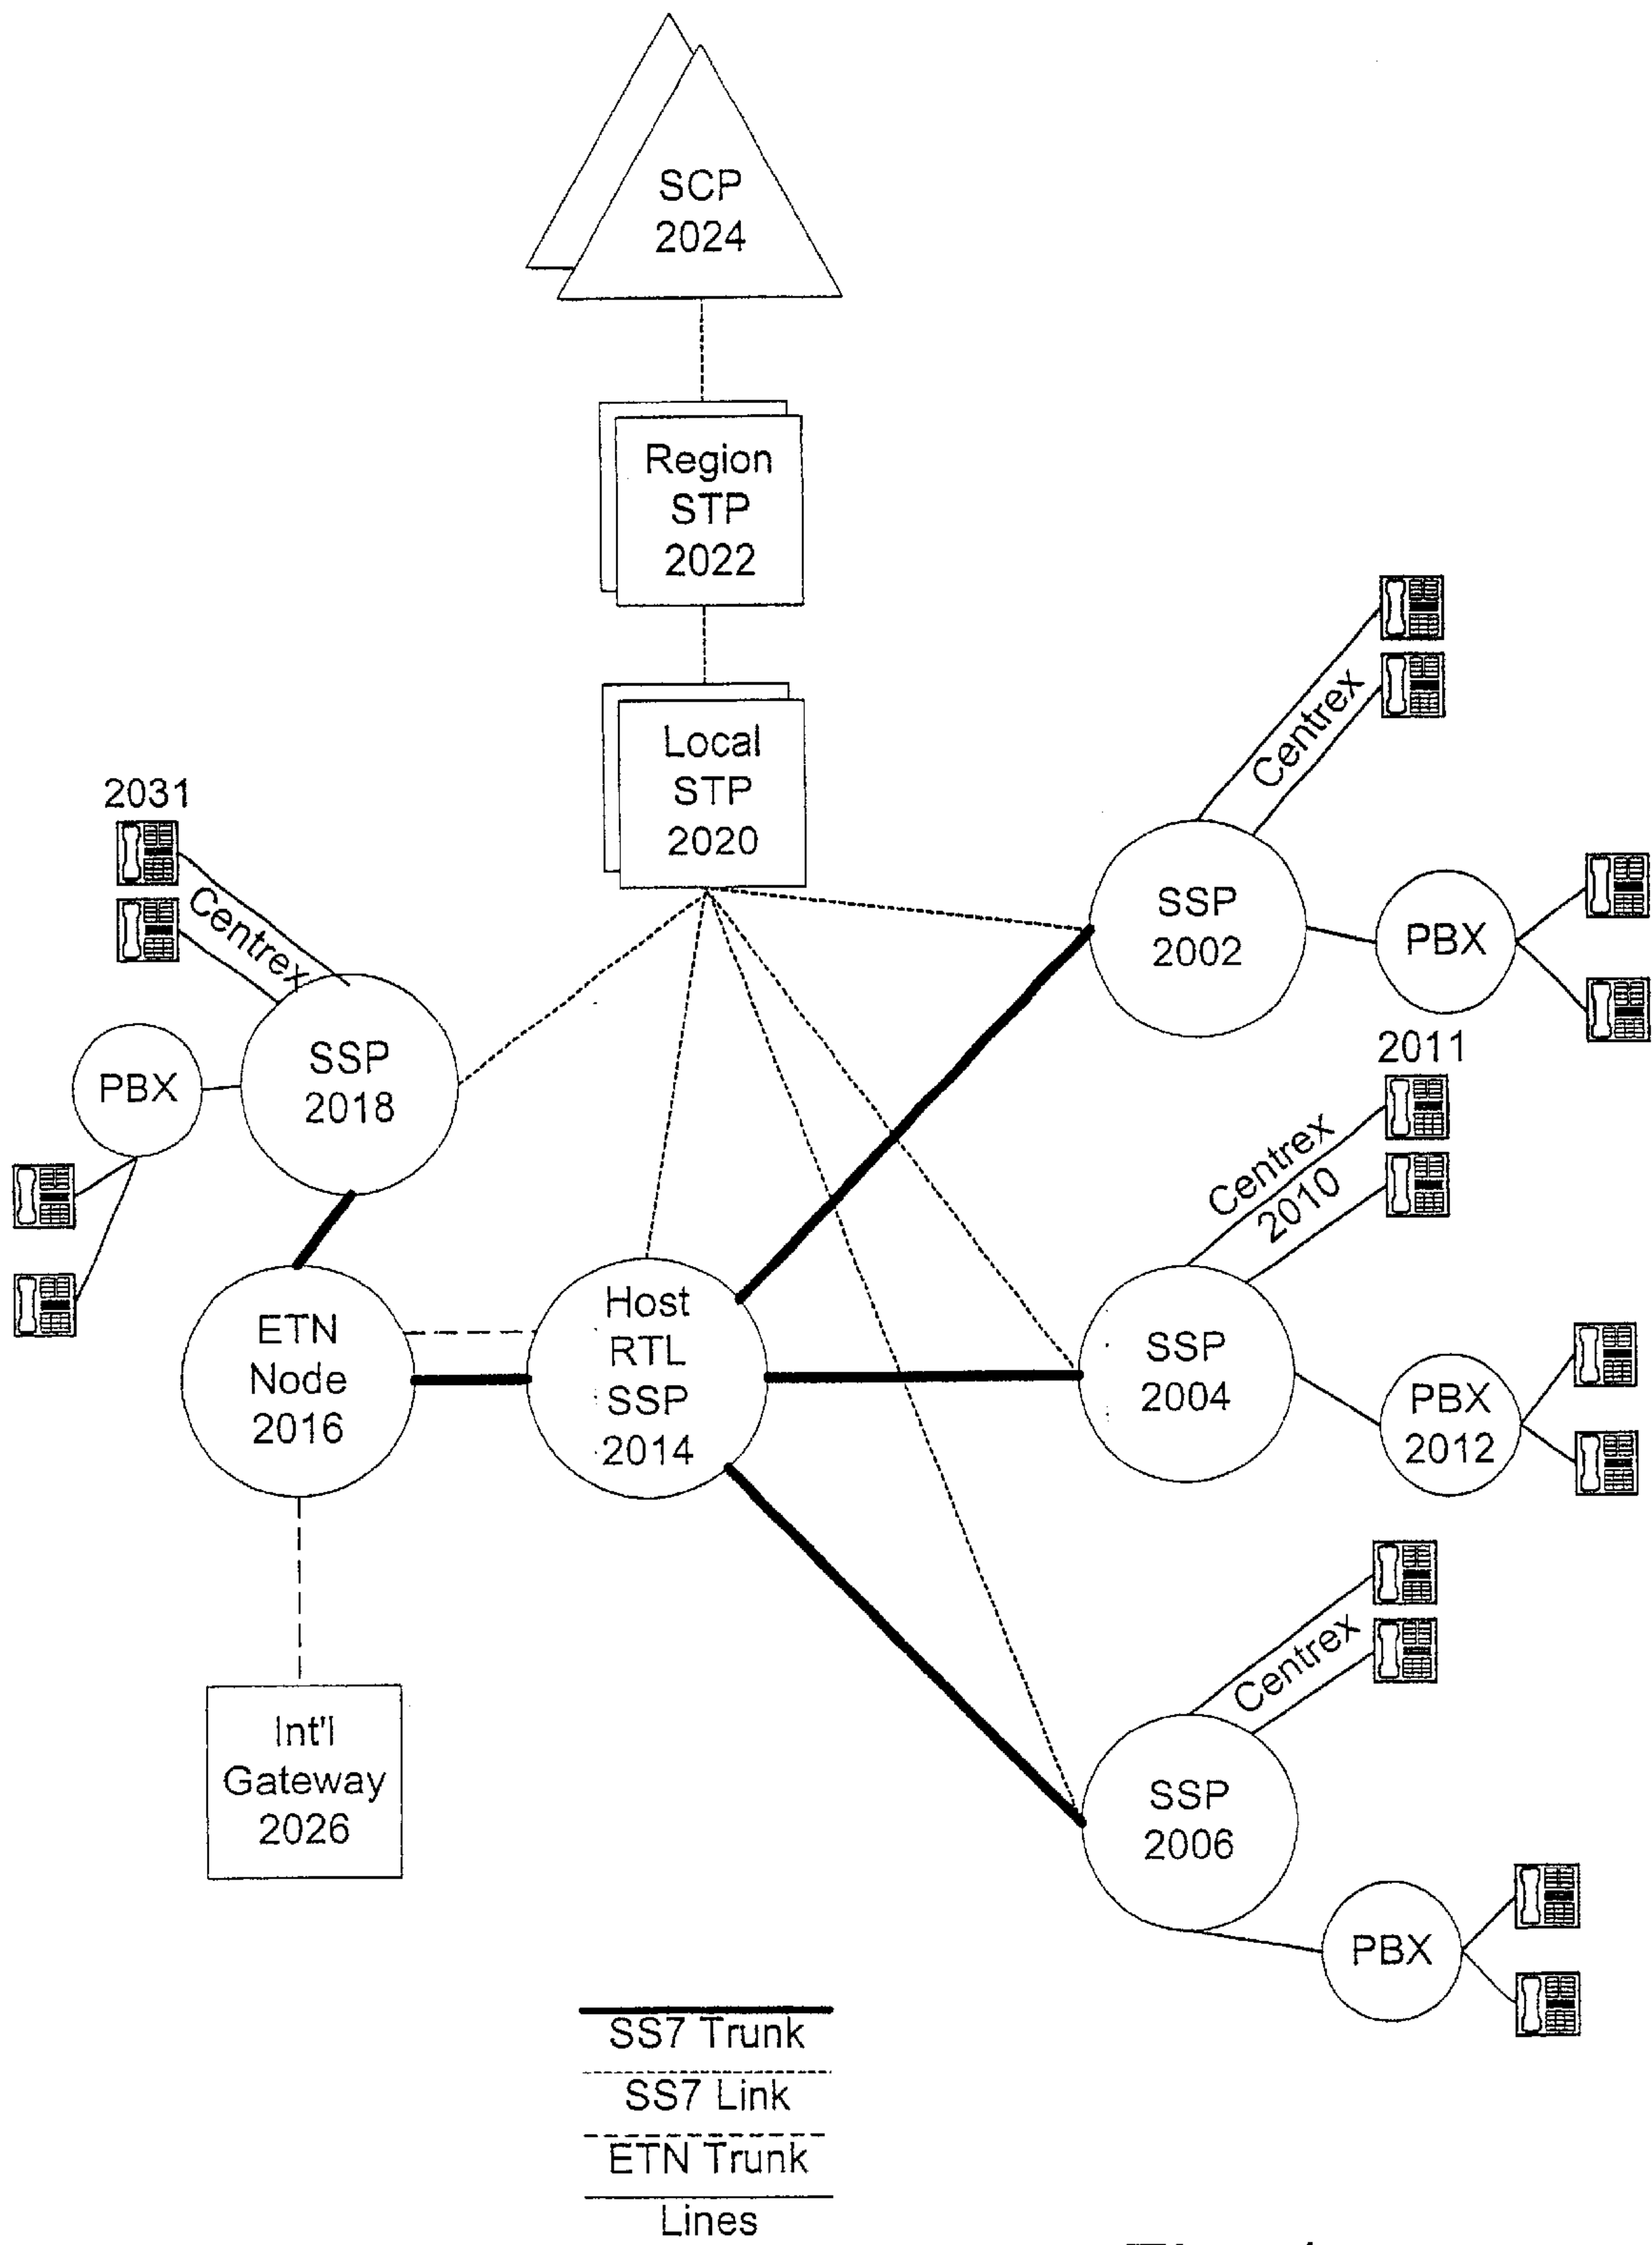 SCP
2024
Region
STP
2022
Local
STP
2020
2031
Centrex
SSP
2018
PBX
Centrex
SSP
2002
PBX
2011
Centrex
2010
SSP
2004
PBX
2012
ETN
Node
2016
Host
RTL
SSP
2014
Int'l
Gateway
2026
Centrex
SSP
2006
PBX
SS7 Trunk
SS7 Link
ETN Trunk
Lines